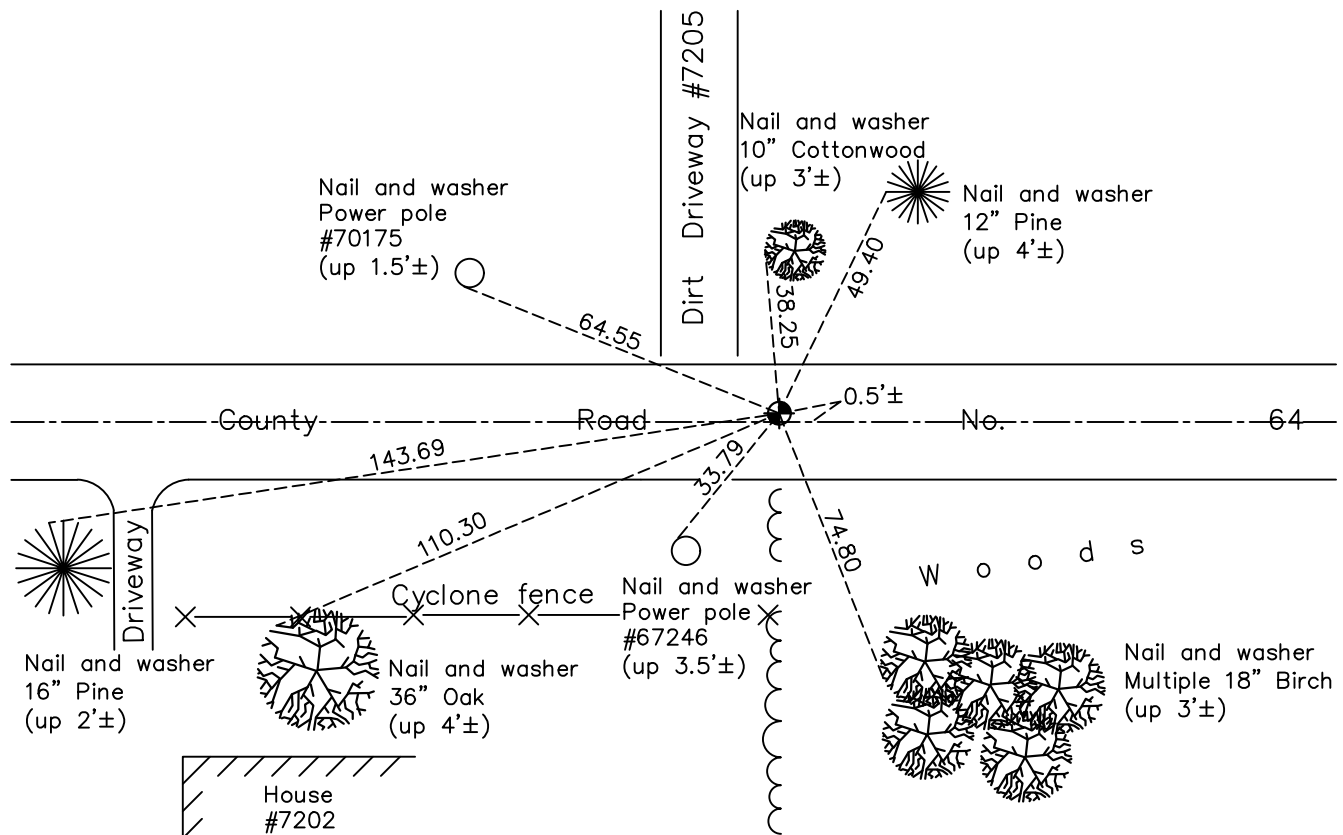 Dirt Driveway #7205
Nail and washer
10" Cottonwood
(up 3'±)
Nail and washer
Power pole
#70175
(up 1.5'±)
Nail and washer
12" Pine
(up 4'±)
64.55
38.25
49.40
0.5'±
County Road No. 64
143.69
110.30
33.79
74.80
Woods
Driveway
Cyclone fence
Nail and washer
Power pole
#67246
(up 3.5'±)
Nail and washer
16" Pine
(up 2'±)
Nail and washer
36" Oak
(up 4'±)
Nail and washer
Multiple 18" Birch
(up 3'±)
House
#7202